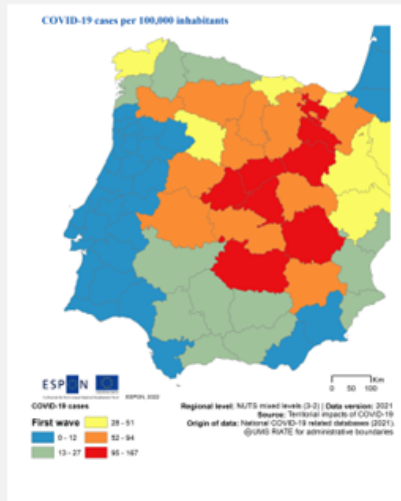 COVID-19 cases per 100,000 inhabitants
ESPON
ESPON, 2022
Km
0 50 100
COVID-19 cases
First wave
0 - 12
13 - 27
28 - 51
52 - 94
95 - 167
Regional level: NUTS mixed levels (3-2) | Data version: 2021
Source: Territorial impacts of COVID-19
Origin of data: National COVID-19 related databases (2021),
@UMS RIATE for administrative boundaries